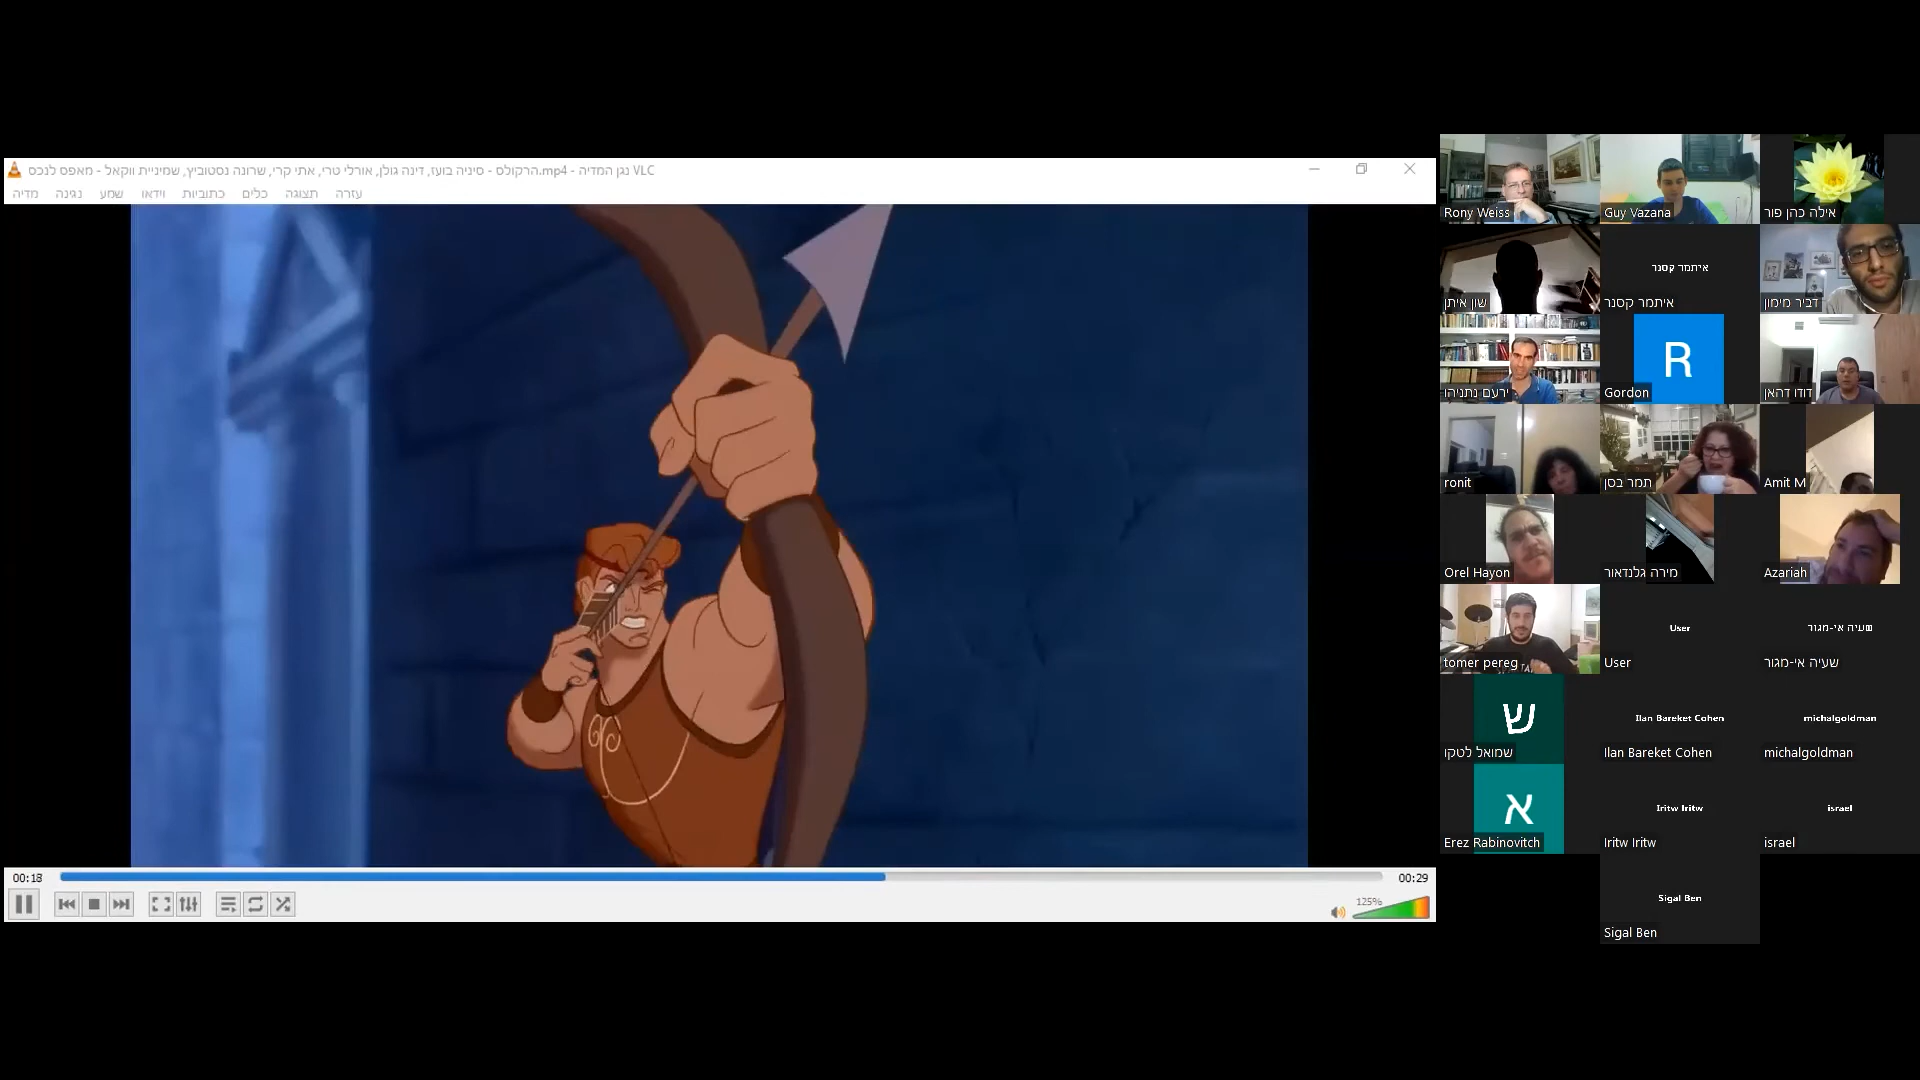 הרקולס - סיניה בועז, דינה גולן, אורלי טרי, אתי קרי, שרונה נסטוביץ, שמיניית ווקאל - מאפס לנכס.mp4 - נגן המדיה VLC
מדיה נגינה שמע וידאו כתוביות כלים תצוגה עזרה
00:18
00:29
125%
Rony Weiss
Guy Vazana
אילה כהן פור
שון איתן
איתמר קסנר
איתמר קסנר
דביר מימון
ירעם נתניהו
R
Gordon
דודו דהאן
ronit
תמר בסן
Amit M
Orel Hayon
מירה גלנדאור
Azariah
tomer pereg
User
User
שעיה אי-מגור
שעיה אי-מגור
ש
שמואל לטקו
Ilan Bareket Cohen
Ilan Bareket Cohen
michalgoldman
michalgoldman
א
Erez Rabinovitch
Iritw Iritw
Iritw Iritw
israel
israel
Sigal Ben
Sigal Ben